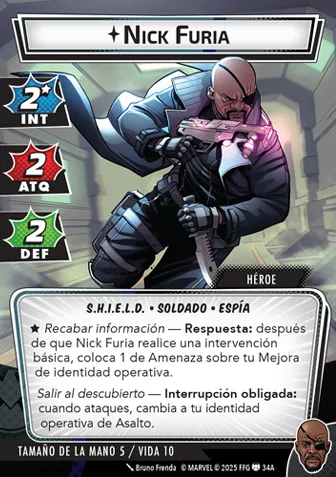 Nick Furia
2*
INT
2
ATQ
2
DEF
HÉROE
S.H.I.E.L.D. • SOLDADO • ESPÍA
★ Recabar información — Respuesta: después
de que Nick Furia realice una intervención
básica, coloca 1 de Amenaza sobre tu Mejora
de identidad operativa.
Salir al descubierto — Interrupción obligada:
cuando ataques, cambia a tu identidad
operativa de Asalto.
TAMAÑO DE LA MANO 5 / VIDA 10
Bruno Frenda © MARVEL © 2025 FFG 34A